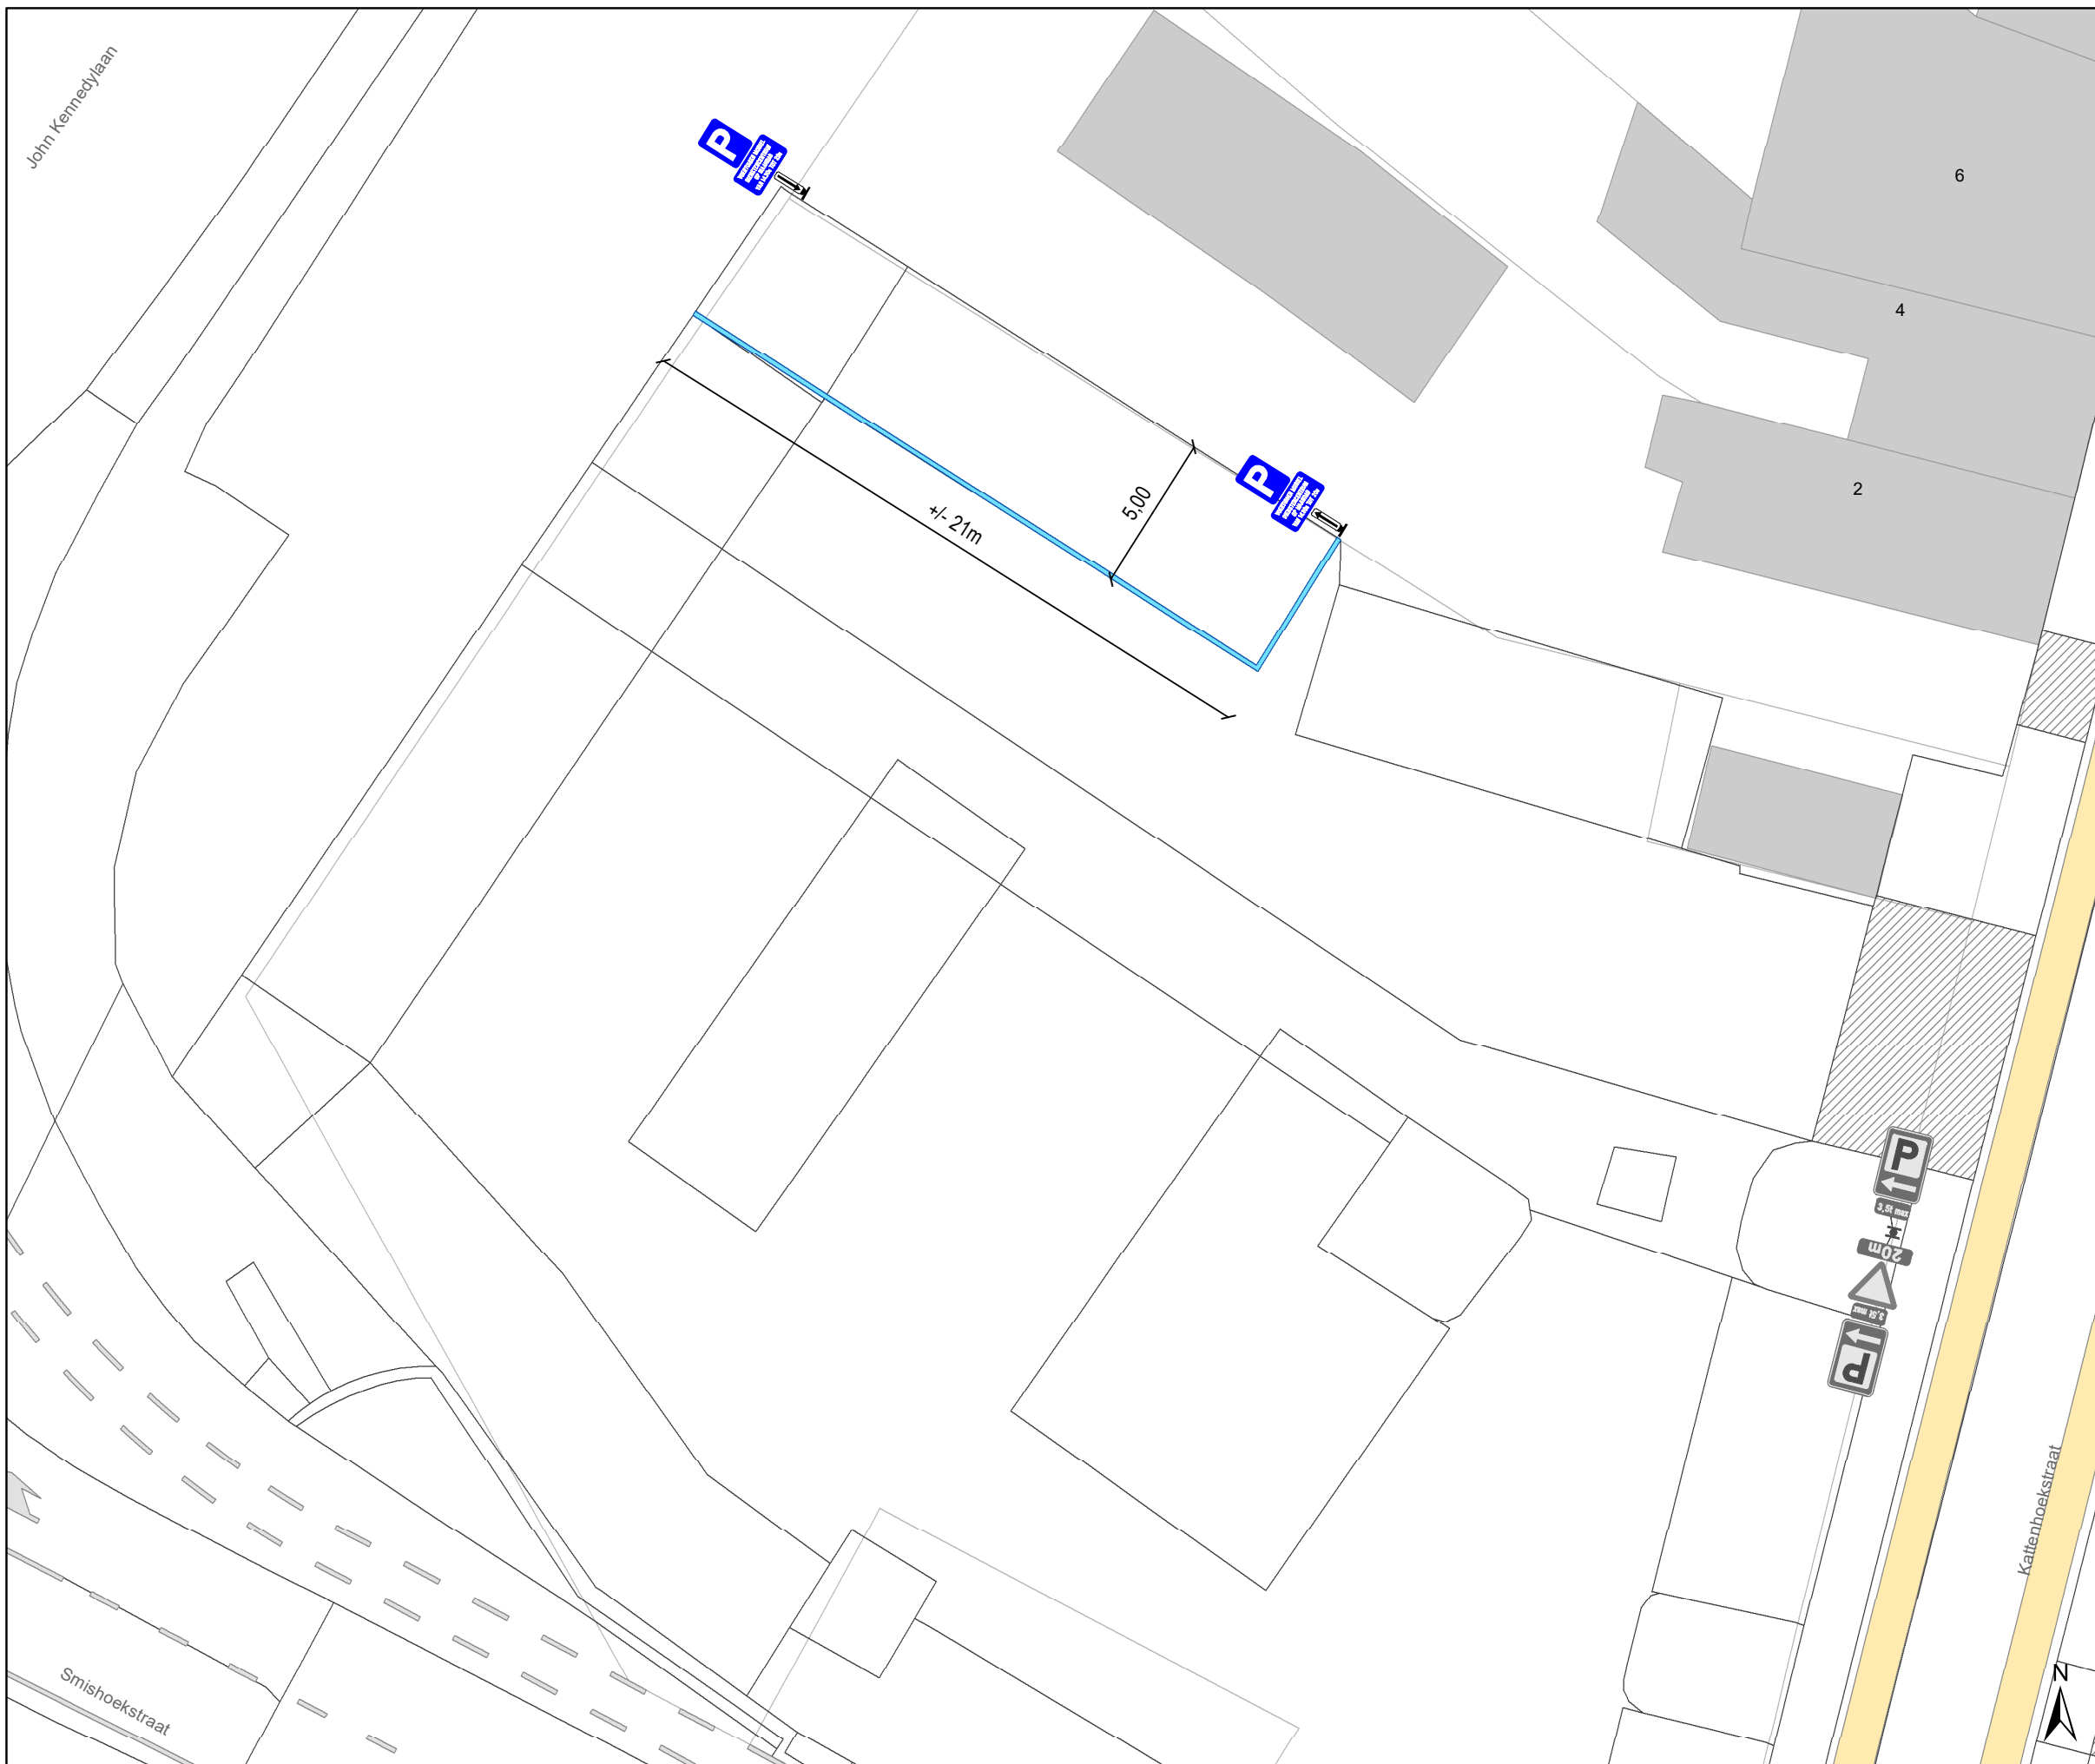 John Kennedylaan
P
6
4
P
2
5,00
+/- 21m
P
3,5t max
20m
3,5t max
P
Kattenhoekstraat
Smishoekstraat
N